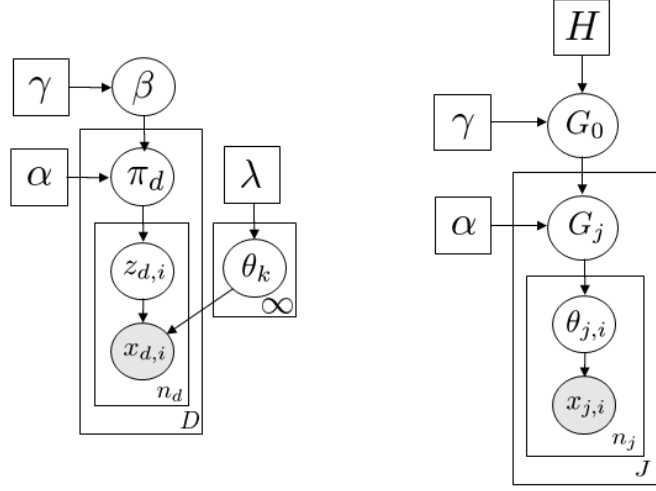 γ
β
α
π_d
λ
z_{d,i}
θ_k
∞
x_{d,i}
n_d
D
H
γ
G_0
α
G_j
θ_{j,i}
x_{j,i}
n_j
J